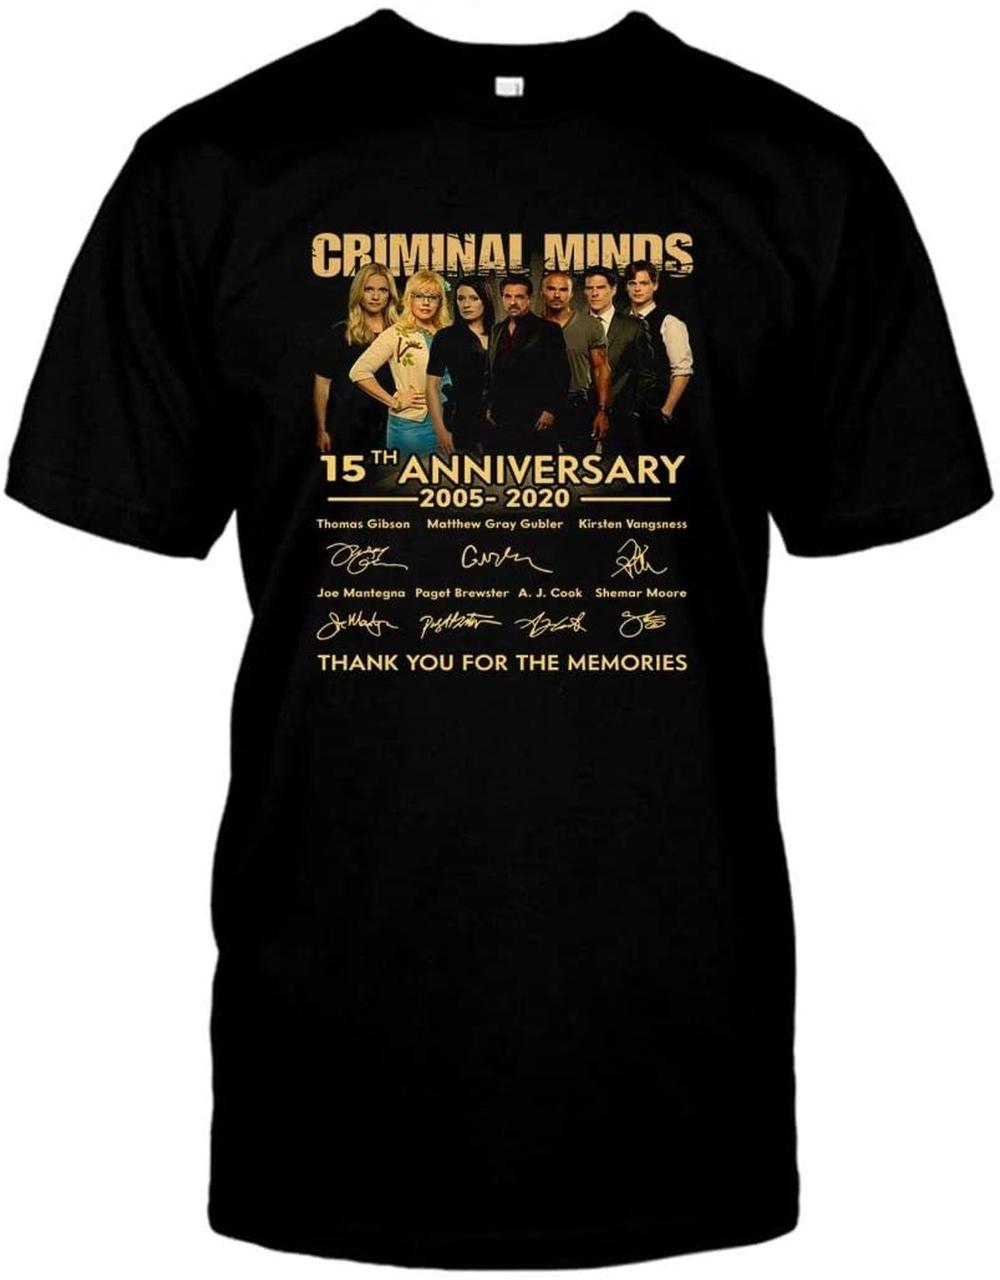 CRIMINAL MINDS
15TH ANNIVERSARY
2005- 2020
Thomas Gibson Matthew Gray Gubler Kirsten Vangsness
Joe Mantegna Paget Brewster A. J. Cook Shemar Moore
THANK YOU FOR THE MEMORIES